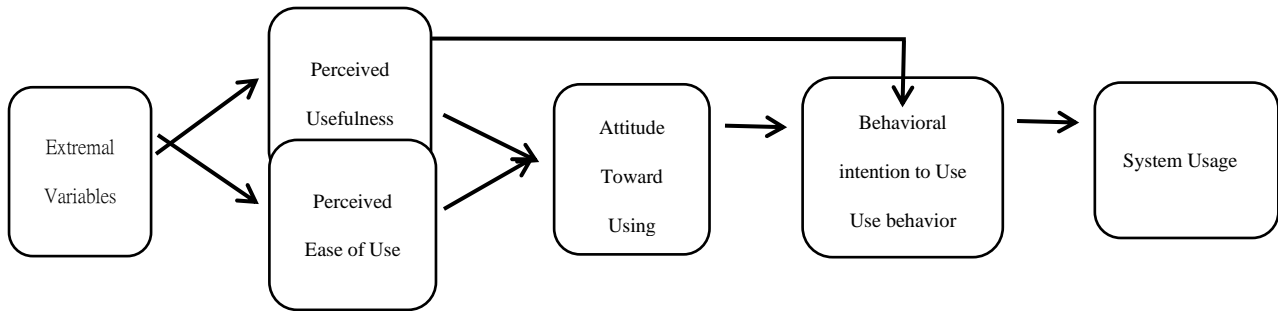 Extremal
Variables
Perceived
Usefulness
Perceived
Ease of Use
Attitude
Toward
Using
Behavioral
intention to Use
Use behavior
System Usage